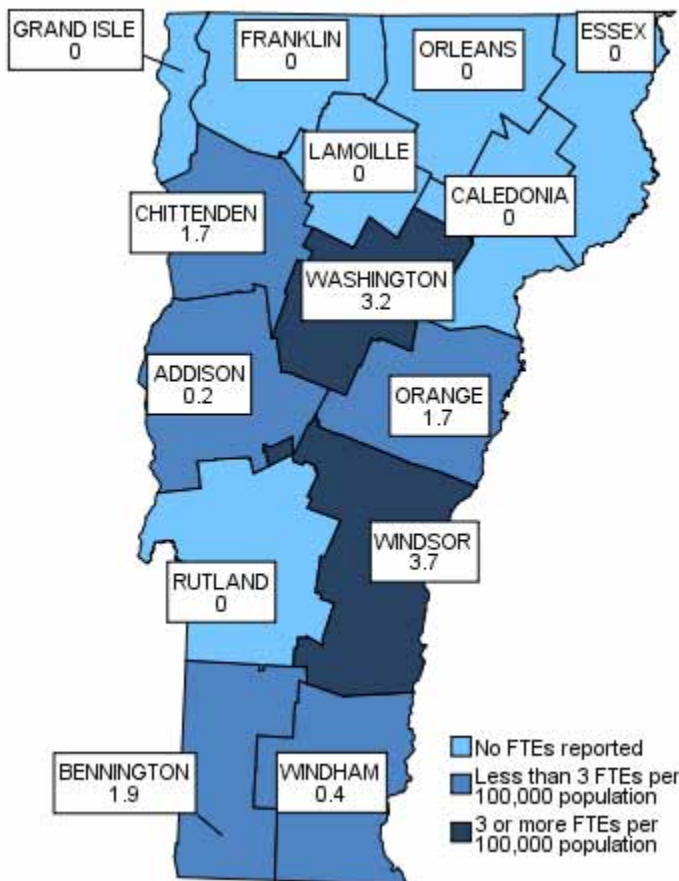 GRAND ISLE
0
FRANKLIN
0
ORLEANS
0
ESSEX
0
LAMOILLE
0
CALEDONIA
0
CHITTENDEN
1.7
WASHINGTON
3.2
ADDISON
0.2
ORANGE
1.7
WINDSOR
3.7
RUTLAND
0
BENNINGTON
1.9
WINDHAM
0.4
No FTEs reported
Less than 3 FTEs per
100,000 population
3 or more FTEs per
100,000 population